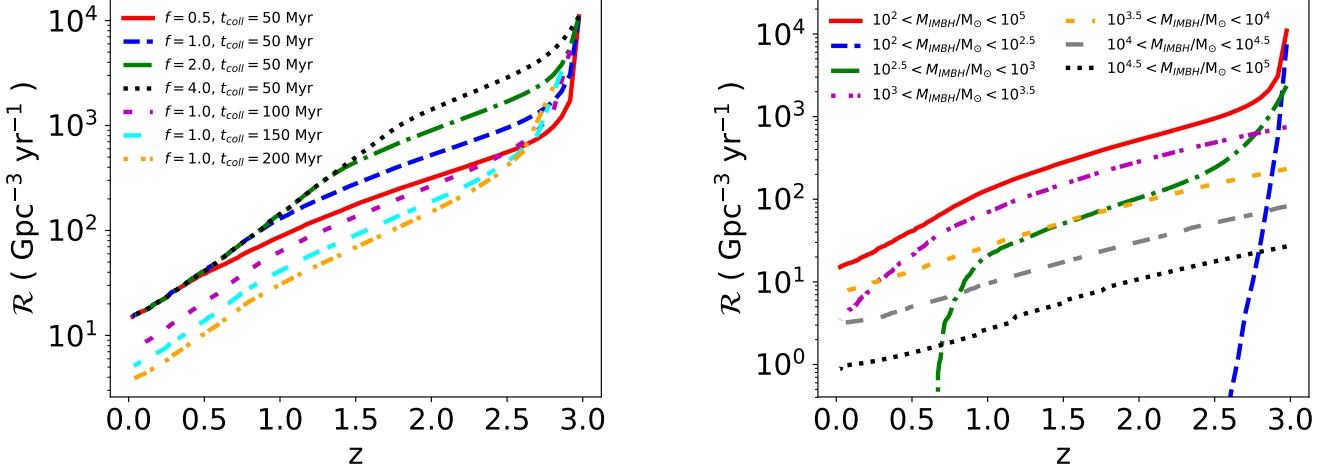 f = 0.5, t_coll = 50 Myr
f = 1.0, t_coll = 50 Myr
f = 2.0, t_coll = 50 Myr
f = 4.0, t_coll = 50 Myr
f = 1.0, t_coll = 100 Myr
f = 1.0, t_coll = 150 Myr
f = 1.0, t_coll = 200 Myr
10^4
10^3
10^2
10^1
ℛ ( Gpc^−3 yr^−1 )
0.0 0.5 1.0 1.5 2.0 2.5 3.0
z
10^2 < M_IMBH/M_⊙ < 10^5
10^2 < M_IMBH/M_⊙ < 10^2.5
10^2.5 < M_IMBH/M_⊙ < 10^3
10^3 < M_IMBH/M_⊙ < 10^3.5
10^3.5 < M_IMBH/M_⊙ < 10^4
10^4 < M_IMBH/M_⊙ < 10^4.5
10^4.5 < M_IMBH/M_⊙ < 10^5
10^4
10^3
10^2
10^1
10^0
ℛ ( Gpc^−3 yr^−1 )
0.0 0.5 1.0 1.5 2.0 2.5 3.0
z